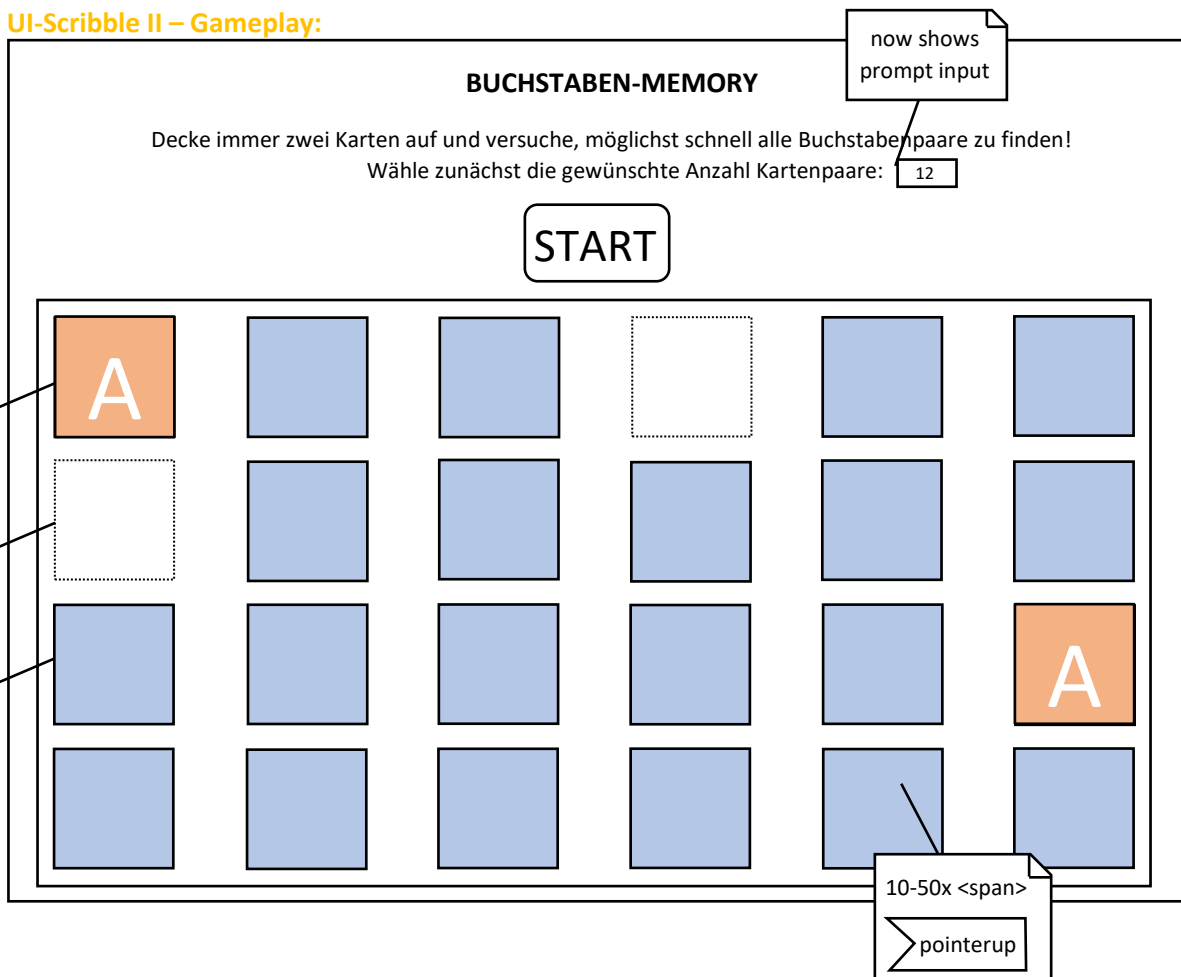 UI-Scribble II – Gameplay:
now shows
prompt input
BUCHSTABEN-MEMORY
Decke immer zwei Karten auf und versuche, möglichst schnell alle Buchstabenpaare zu finden!
Wähle zunächst die gewünschte Anzahl Kartenpaare: 12
START
A
A
10-50x <span>
pointerup